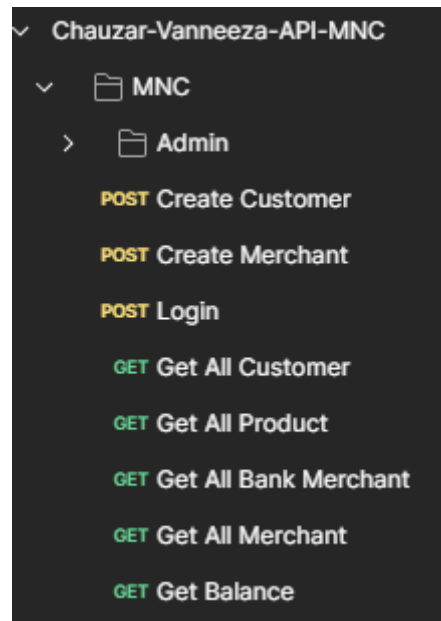 Chauzar-Vanneeza-API-MNC
MNC
Admin
POST Create Customer
POST Create Merchant
POST Login
GET Get All Customer
GET Get All Product
GET Get All Bank Merchant
GET Get All Merchant
GET Get Balance